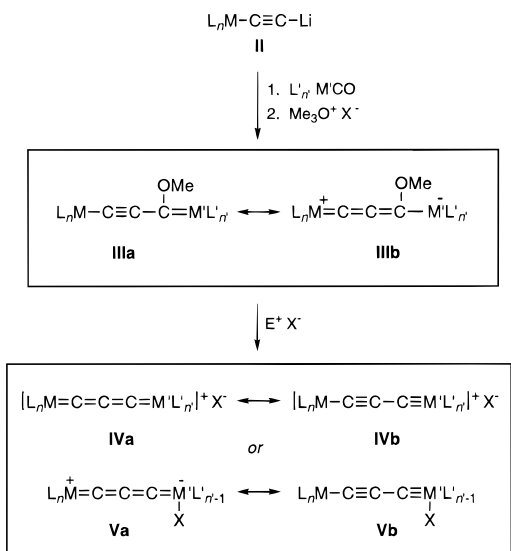 LnM—C≡C—Li
II
1. L'n' M'CO
2. Me3O+ X-
OMe OMe
LnM—C≡C—C=M'L'n' ↔ LnM+=C=C=C—M'-L'n'
IIIa IIIb
E+ X-
[LnM=C=C=C=M'L'n']+ X- ↔ [LnM—C≡C—C≡M'L'n']+ X-
IVa IVb
or
LnM+=C=C=C=M-'L'n'-1 ↔ LnM—C≡C—C≡M'L'n'-1
X X
Va Vb